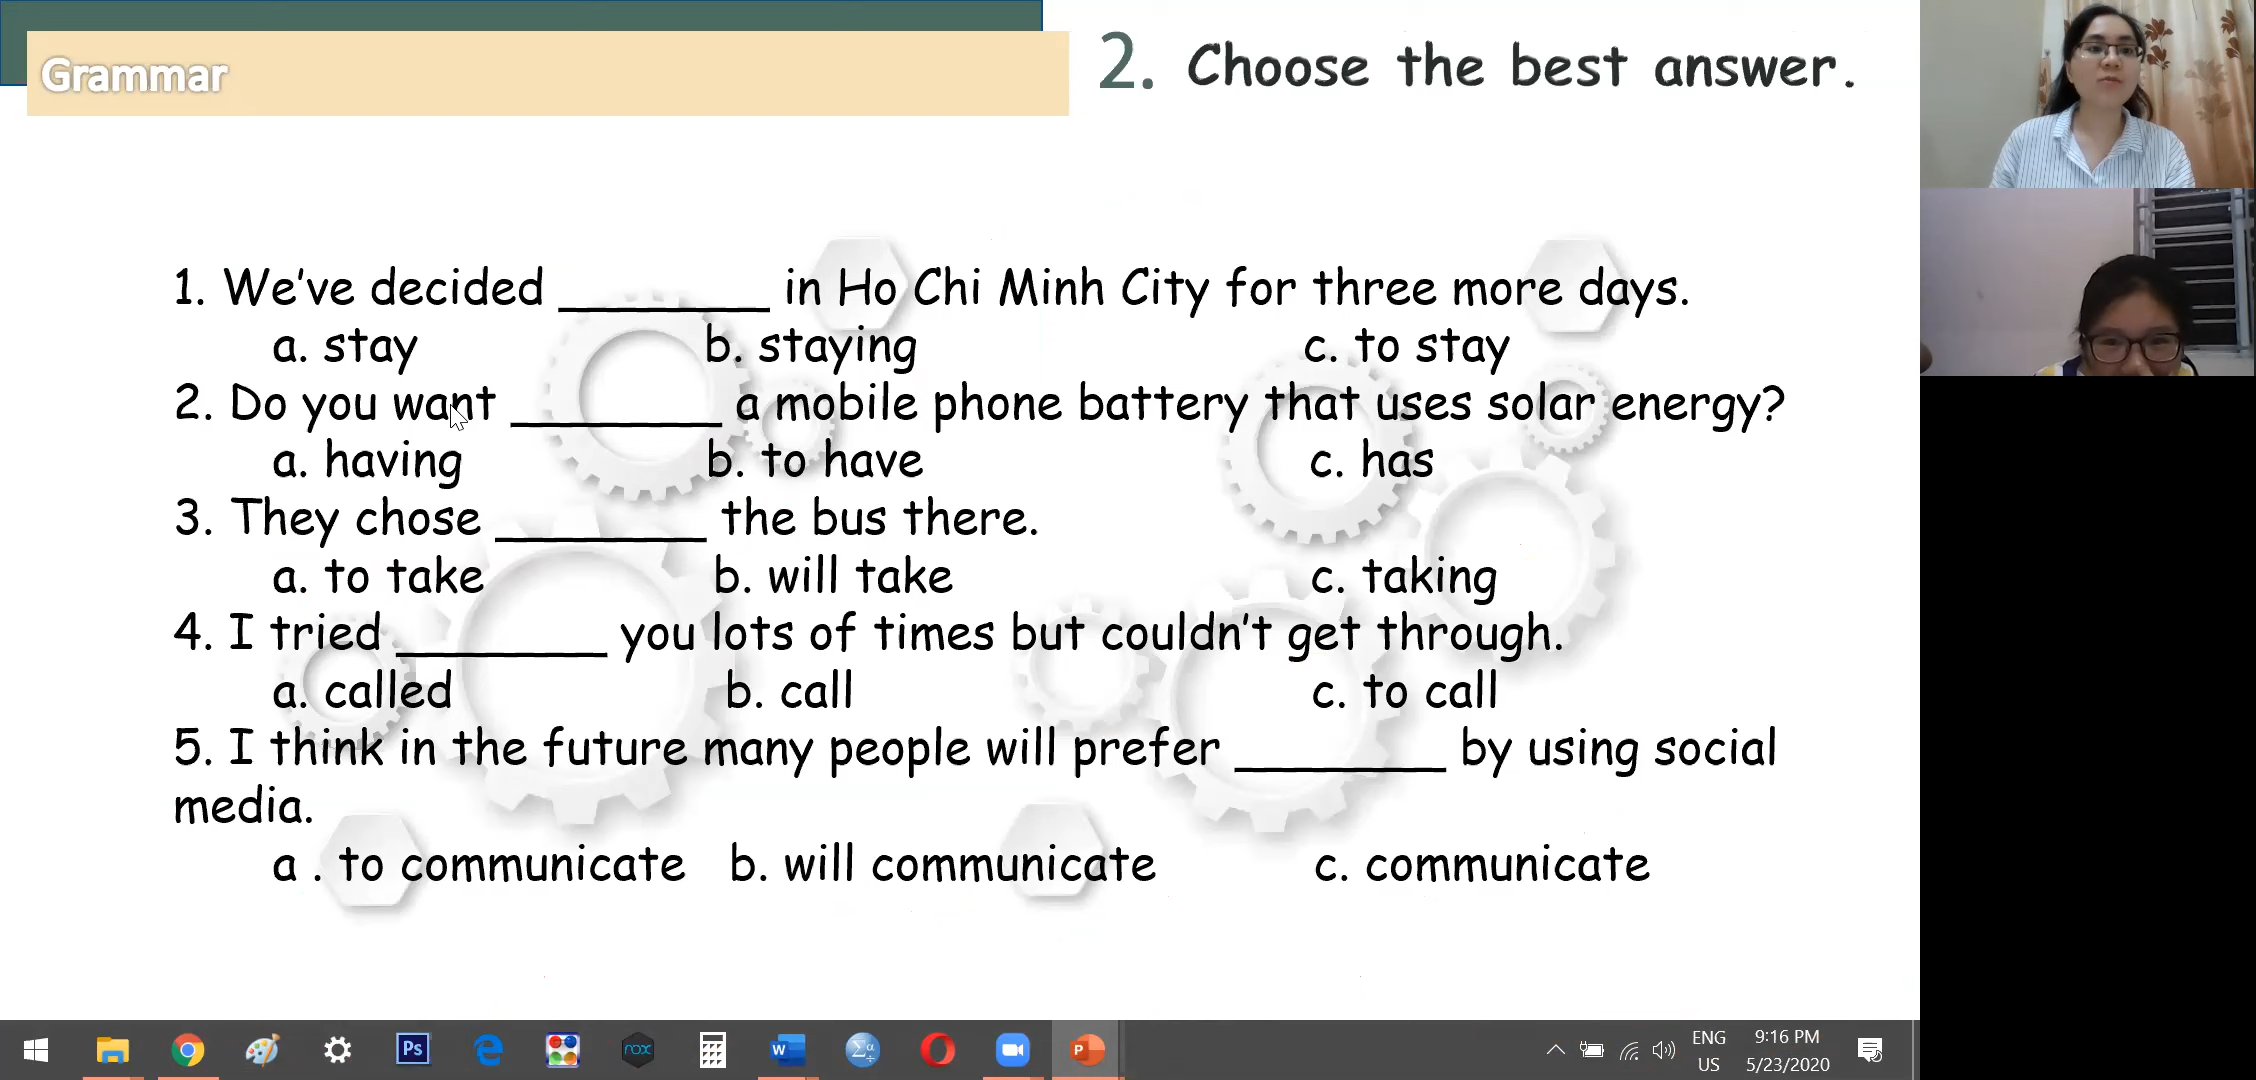 Grammar
2. Choose the best answer.
1. We've decided ________ in Ho Chi Minh City for three more days.
a. stay b. staying c. to stay
2. Do you want ________ a mobile phone battery that uses solar energy?
a. having b. to have c. has
3. They chose ________ the bus there.
a. to take b. will take c. taking
4. I tried ________ you lots of times but couldn't get through.
a. called b. call c. to call
5. I think in the future many people will prefer ________ by using social
media.
a . to communicate b. will communicate c. communicate
Ps
nox
W
Σα
P
ENG
US
9:16 PM
5/23/2020